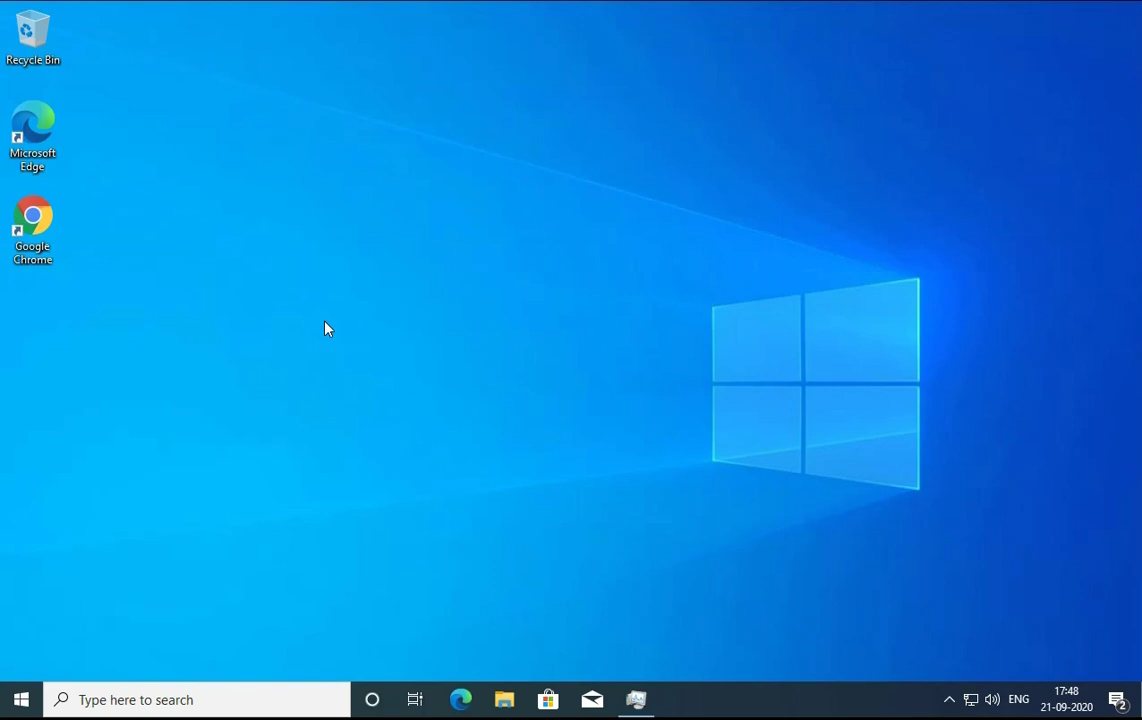 Recycle Bin
Microsoft
Edge
Google
Chrome
Type here to search
ENG
17:48
21-09-2020
2